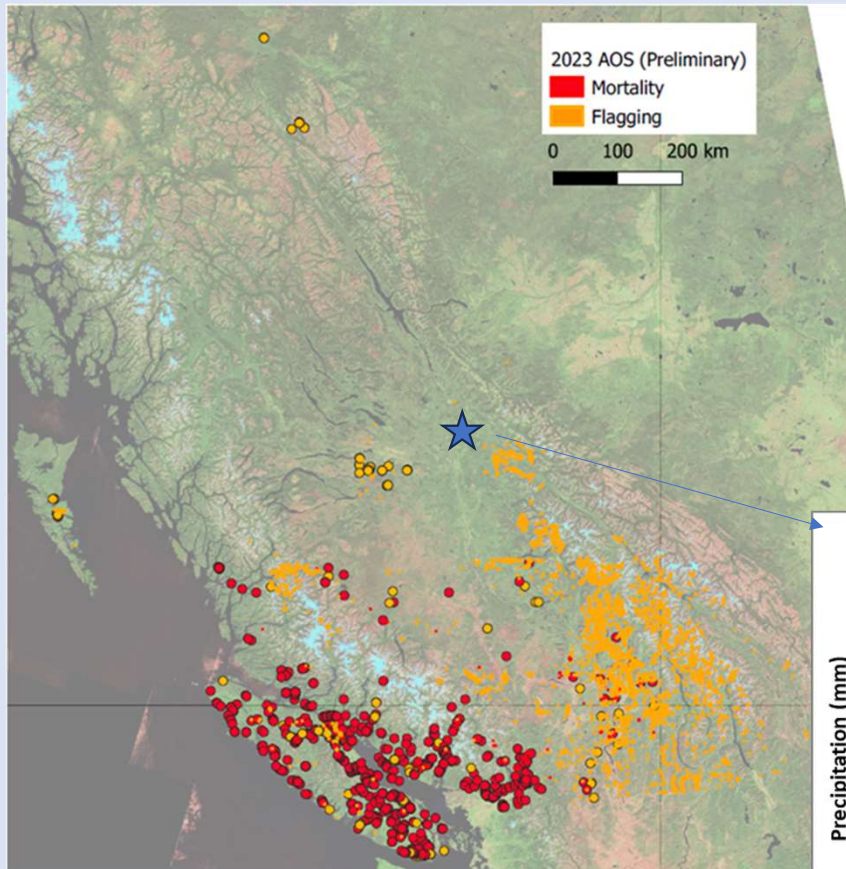 2023 AOS (Preliminary)
Mortality
Flagging
0 100 200 km
Precipitation (mm)